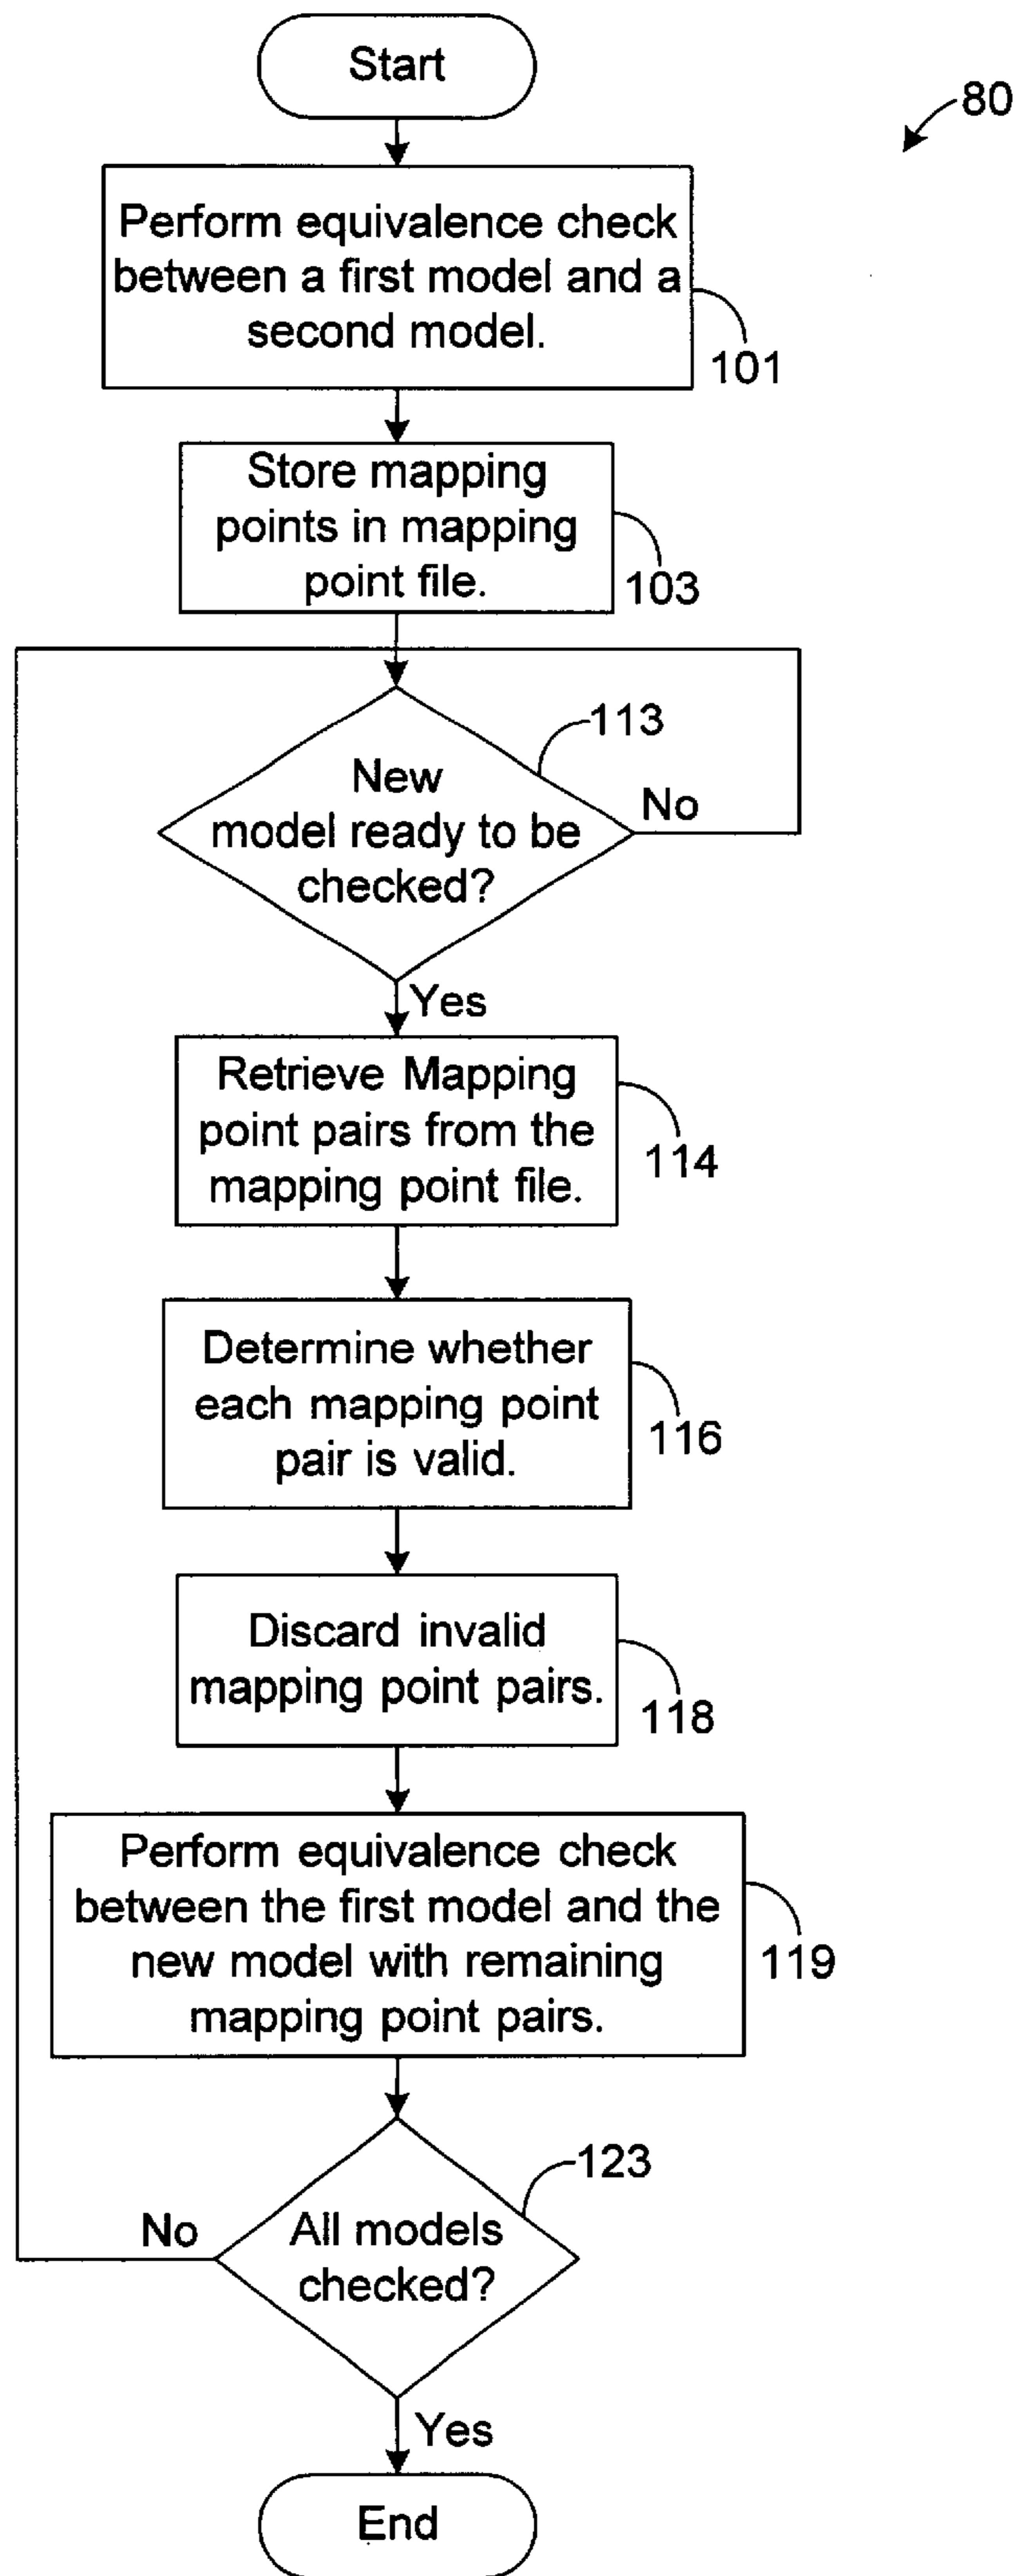 Start
80
Perform equivalence check
between a first model and a
second model.
101
Store mapping
points in mapping
point file.
103
113
New
model ready to be
checked?
No
Yes
Retrieve Mapping
point pairs from the
mapping point file.
114
Determine whether
each mapping point
pair is valid.
116
Discard invalid
mapping point pairs.
118
Perform equivalence check
between the first model and the
new model with remaining
mapping point pairs.
119
123
No
All models
checked?
Yes
End